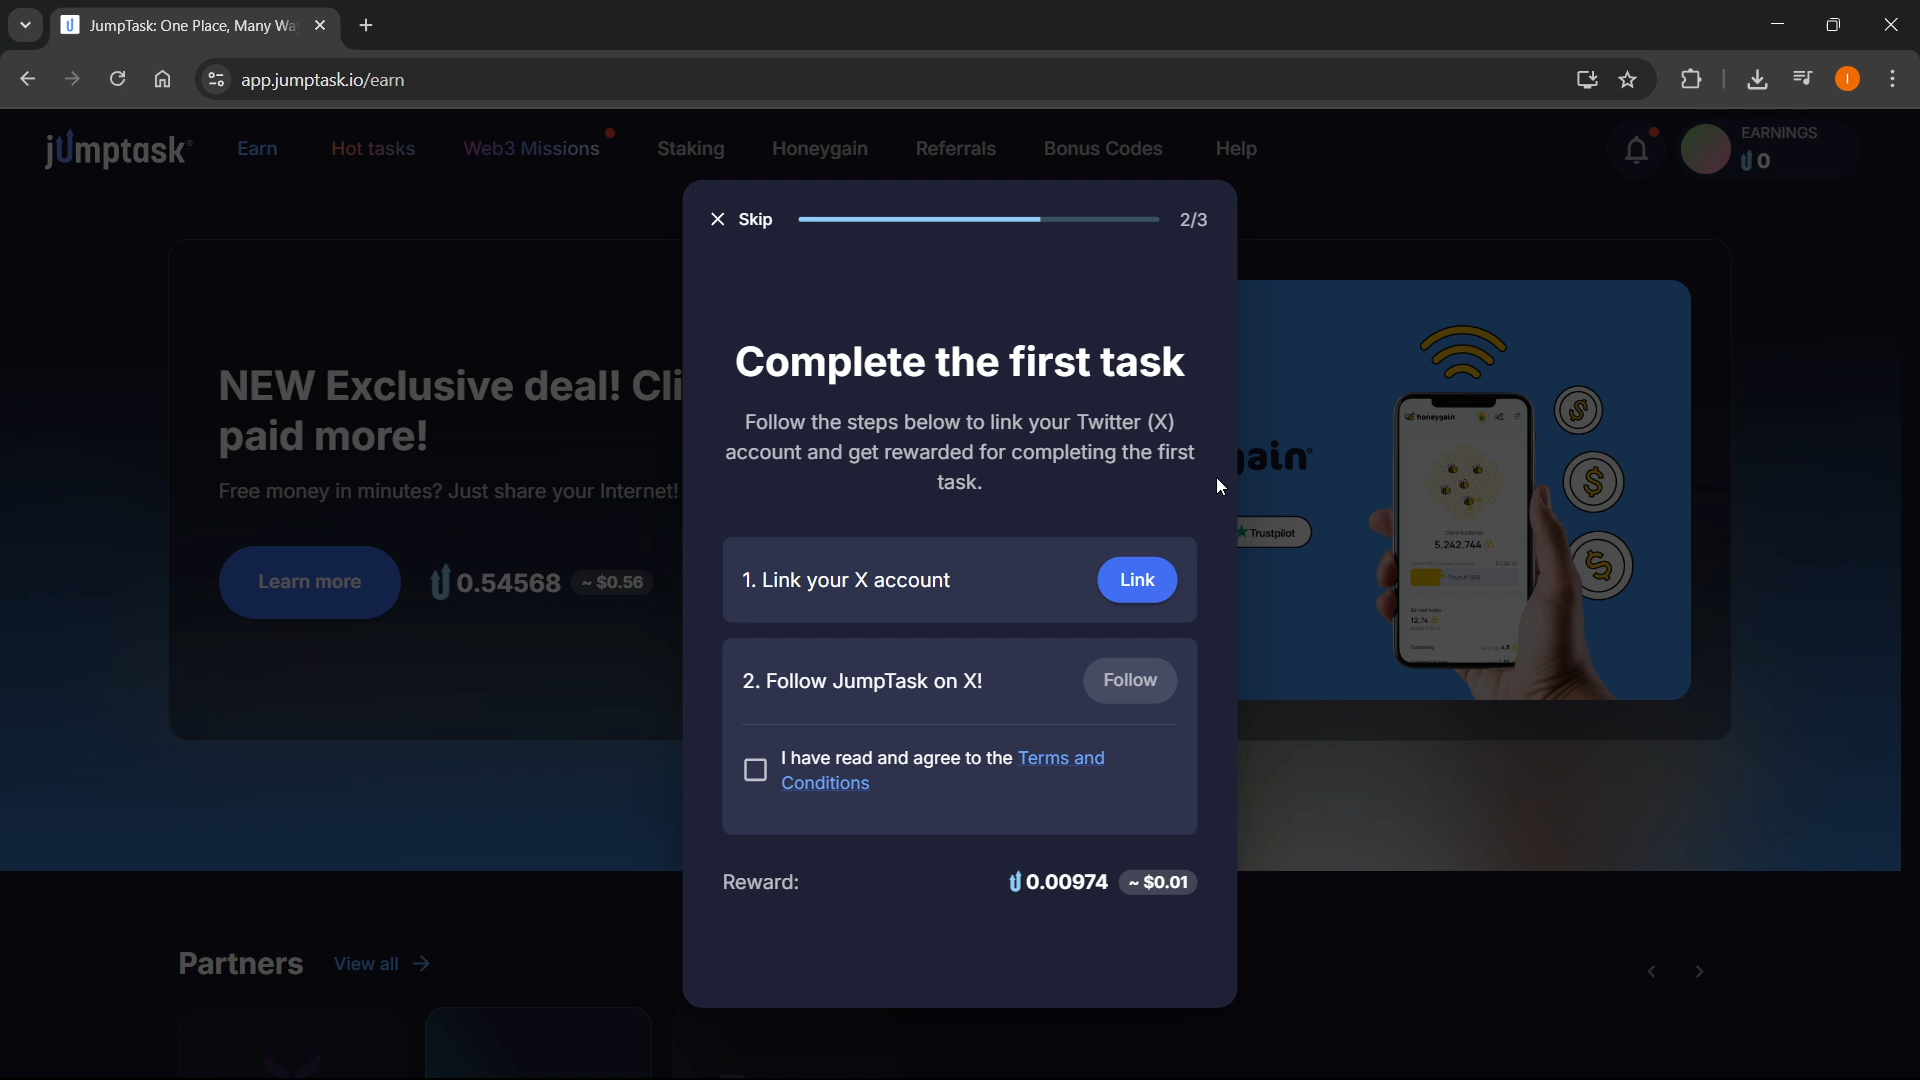 JumpTask: One Place, Many Wa
app.jumptask.io/earn
I
jumptask
Earn
Hot tasks
Web3 Missions
Staking
Honeygain
Referrals
Bonus Codes
Help
EARNINGS
0
Skip
2/3
NEW Exclusive deal! Cli
paid more!
Free money in minutes? Just share your Internet!
Learn more
0.54568
~ $0.56
Complete the first task
Follow the steps below to link your Twitter (X)
account and get rewarded for completing the first
task.
1. Link your X account
Link
2. Follow JumpTask on X!
Follow
I have read and agree to the Terms and
Conditions
Reward:
0.00974
~ $0.01
gain
Trustpilot
honeygain
5,242.744
12.74
Partners
View all